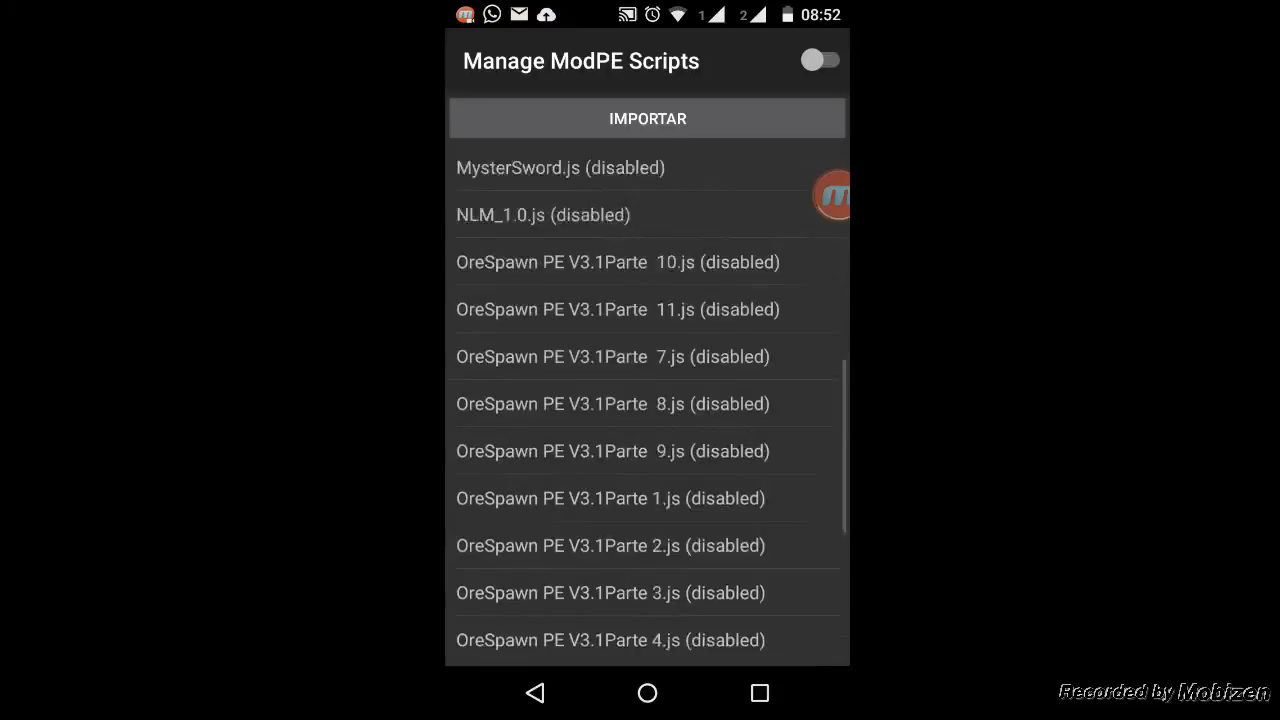 1 2 08:52
Manage ModPE Scripts
IMPORTAR
MysterSword.js (disabled)
NLM_1.0.js (disabled)
OreSpawn PE V3.1Parte  10.js (disabled)
OreSpawn PE V3.1Parte  11.js (disabled)
OreSpawn PE V3.1Parte  7.js (disabled)
OreSpawn PE V3.1Parte  8.js (disabled)
OreSpawn PE V3.1Parte  9.js (disabled)
OreSpawn PE V3.1Parte 1.js (disabled)
OreSpawn PE V3.1Parte 2.js (disabled)
OreSpawn PE V3.1Parte 3.js (disabled)
OreSpawn PE V3.1Parte 4.js (disabled)
Recorded by Mobizen